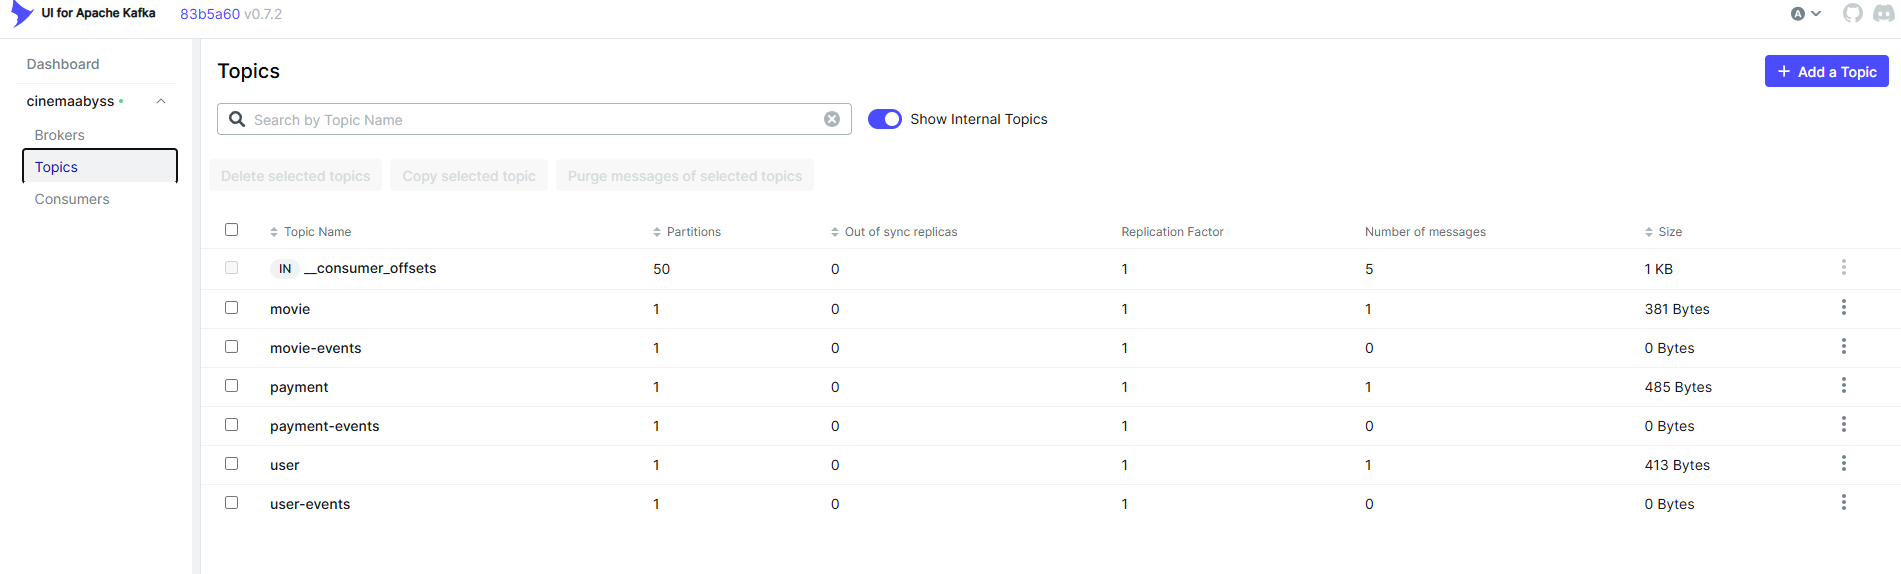 UI for Apache Kafka 83b5a60 v0.7.2 A
Dashboard
cinemaabyss
Brokers
Topics
Consumers
Topics
+ Add a Topic
Search by Topic Name
Show Internal Topics
Delete selected topics Copy selected topic Purge messages of selected topics
Topic Name Partitions Out of sync replicas Replication Factor Number of messages Size
IN __consumer_offsets 50 0 1 5 1 KB
movie 1 0 1 1 381 Bytes
movie-events 1 0 1 0 0 Bytes
payment 1 0 1 1 485 Bytes
payment-events 1 0 1 0 0 Bytes
user 1 0 1 1 413 Bytes
user-events 1 0 1 0 0 Bytes